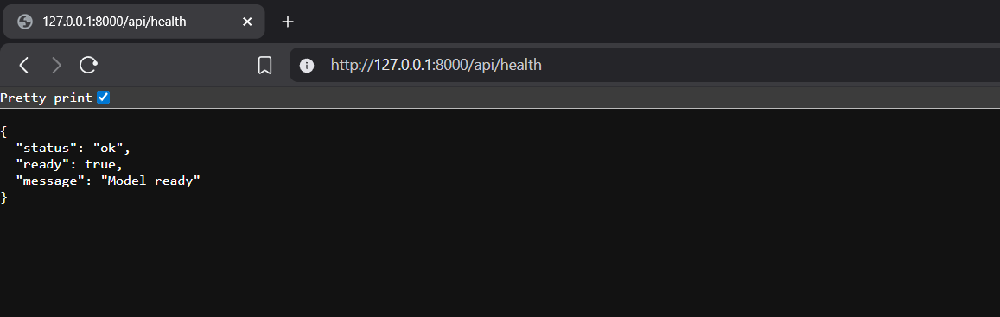 127.0.0.1:8000/api/health
http://127.0.0.1:8000/api/health
Pretty-print
{
  "status": "ok",
  "ready": true,
  "message": "Model ready"
}